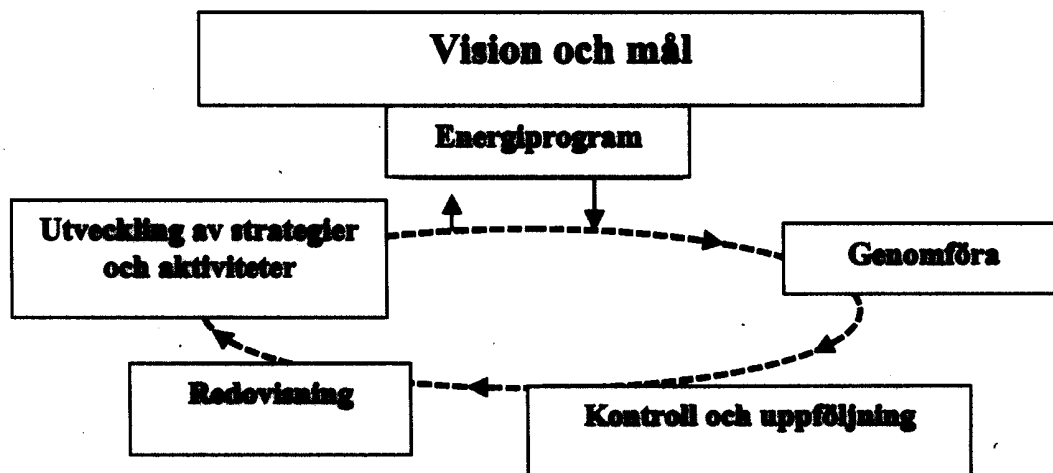 Vision och mål
Energiprogram
Utveckling av strategier
och aktiviteter
Genomföra
Redovisning
Kontroll och uppföljning